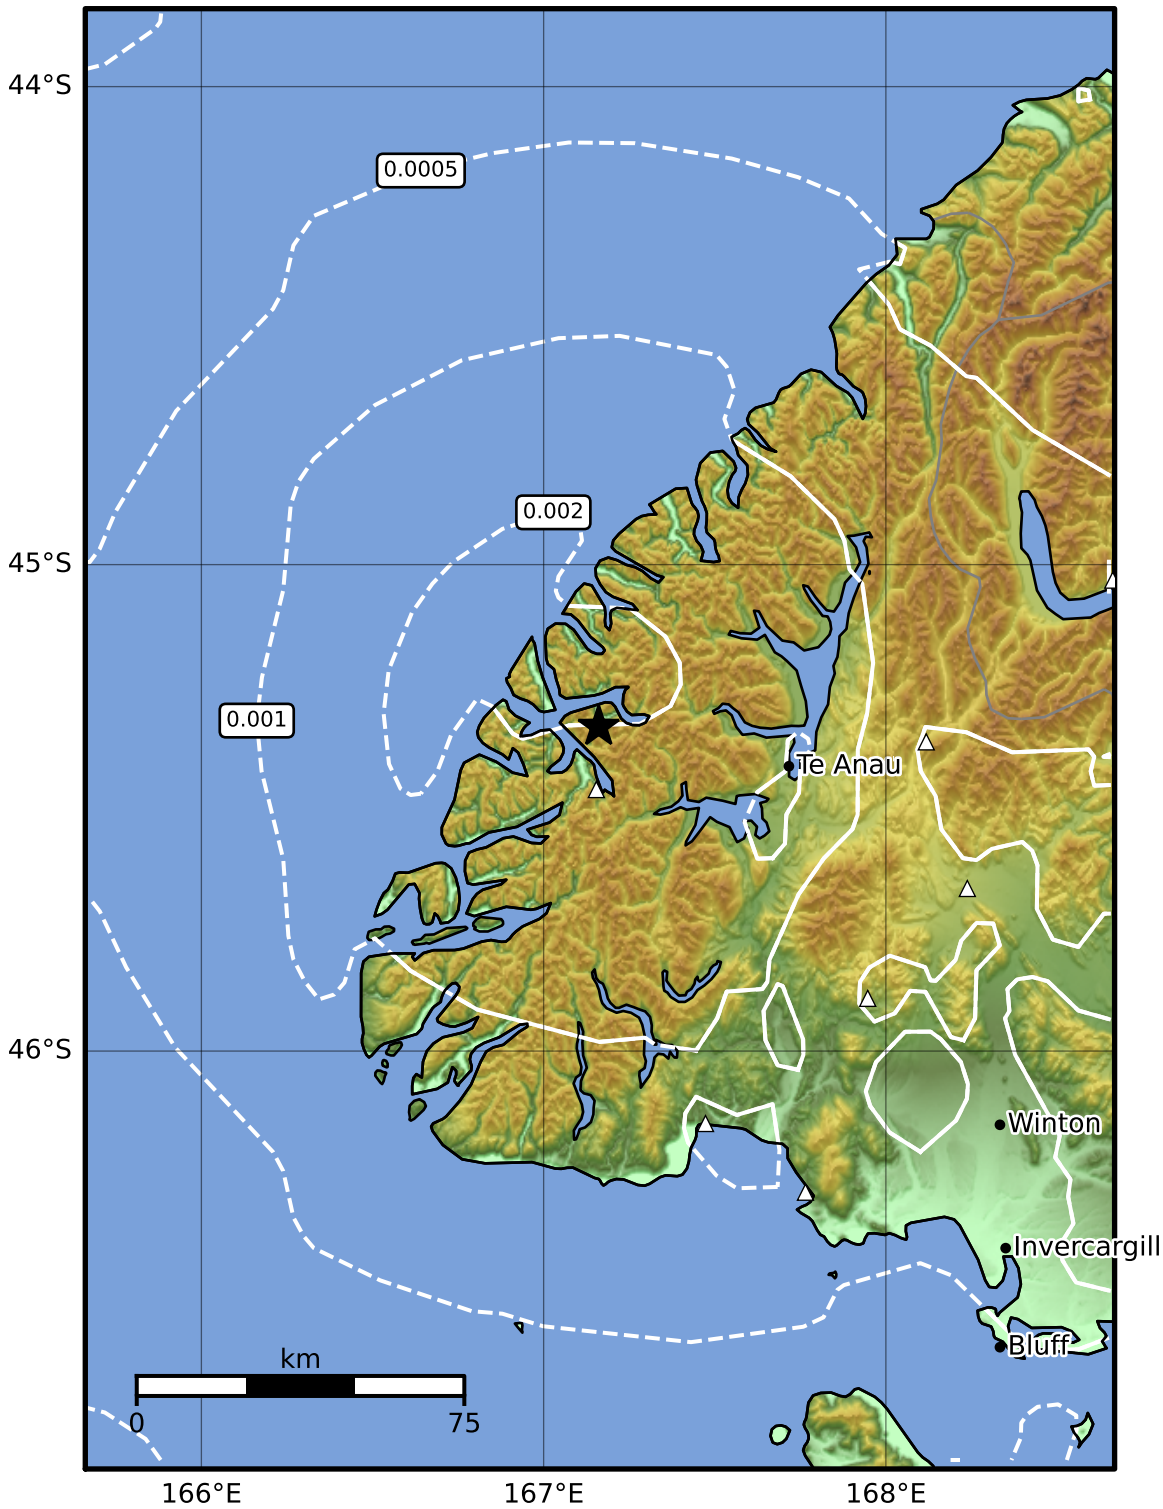 44°S
0.0005
0.002
45°S
0.001
Te Anau
46°S
Winton
Invercargill
Bluff
km
0 75
166°E 167°E 168°E